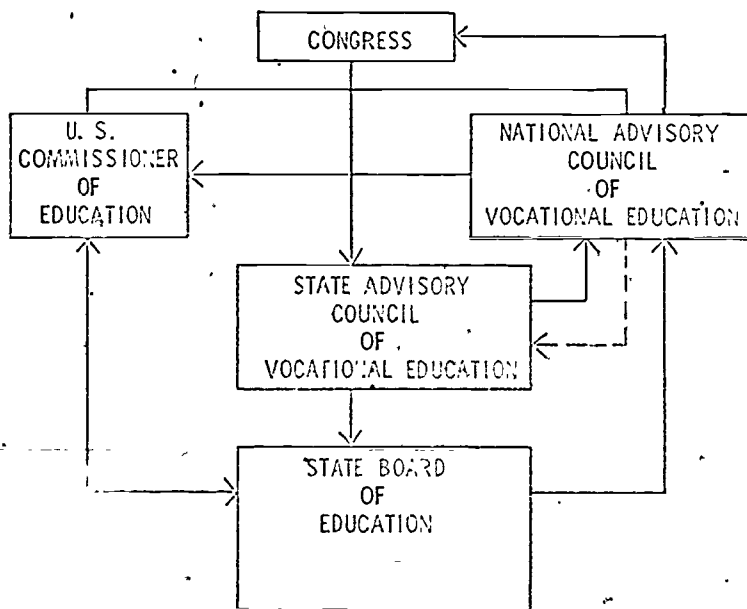 CONGRESS
U. S.
COMMISSIONER
OF
EDUCATION
NATIONAL ADVISORY
COUNCIL
OF
VOCATIONAL EDUCATION
STATE ADVISORY
COUNCIL
OF
VOCATIONAL EDUCATION
STATE BOARD
OF
EDUCATION